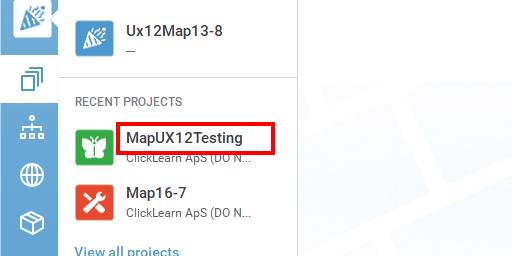 Ux12Map13-8
—
RECENT PROJECTS
MapUX12Testing
ClickLearn ApS (DO N...
Map16-7
ClickLearn ApS (DO N...
View all projects